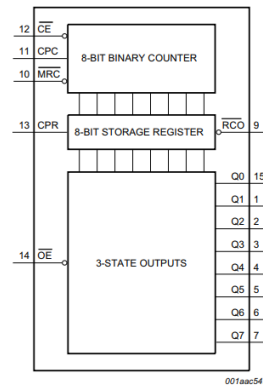 12 CE
11 CPC
10 MRC
8-BIT BINARY COUNTER
13 CPR
8-BIT STORAGE REGISTER
RCO 9
14 OE
3-STATE OUTPUTS
Q0 15
Q1 1
Q2 2
Q3 3
Q4 4
Q5 5
Q6 6
Q7 7
001aac54